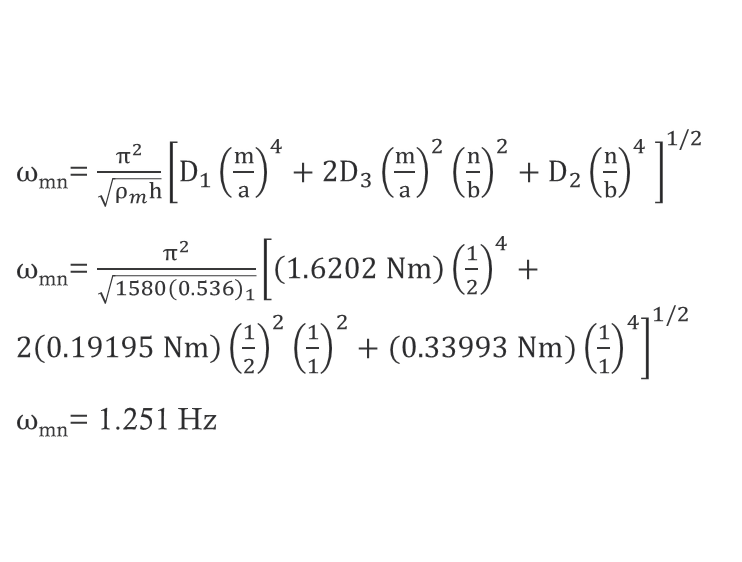 ω_mn= π²/√(ρ_m h) [D₁ (m/a)⁴ + 2D₃ (m/a)² (n/b)² + D₂ (n/b)⁴]^1/2
ω_mn= π²/√(1580(0.536)₁) [(1.6202 Nm) (1/2)⁴ +
2(0.19195 Nm) (1/2)² (1/1)² + (0.33993 Nm) (1/1)⁴]^1/2
ω_mn= 1.251 Hz